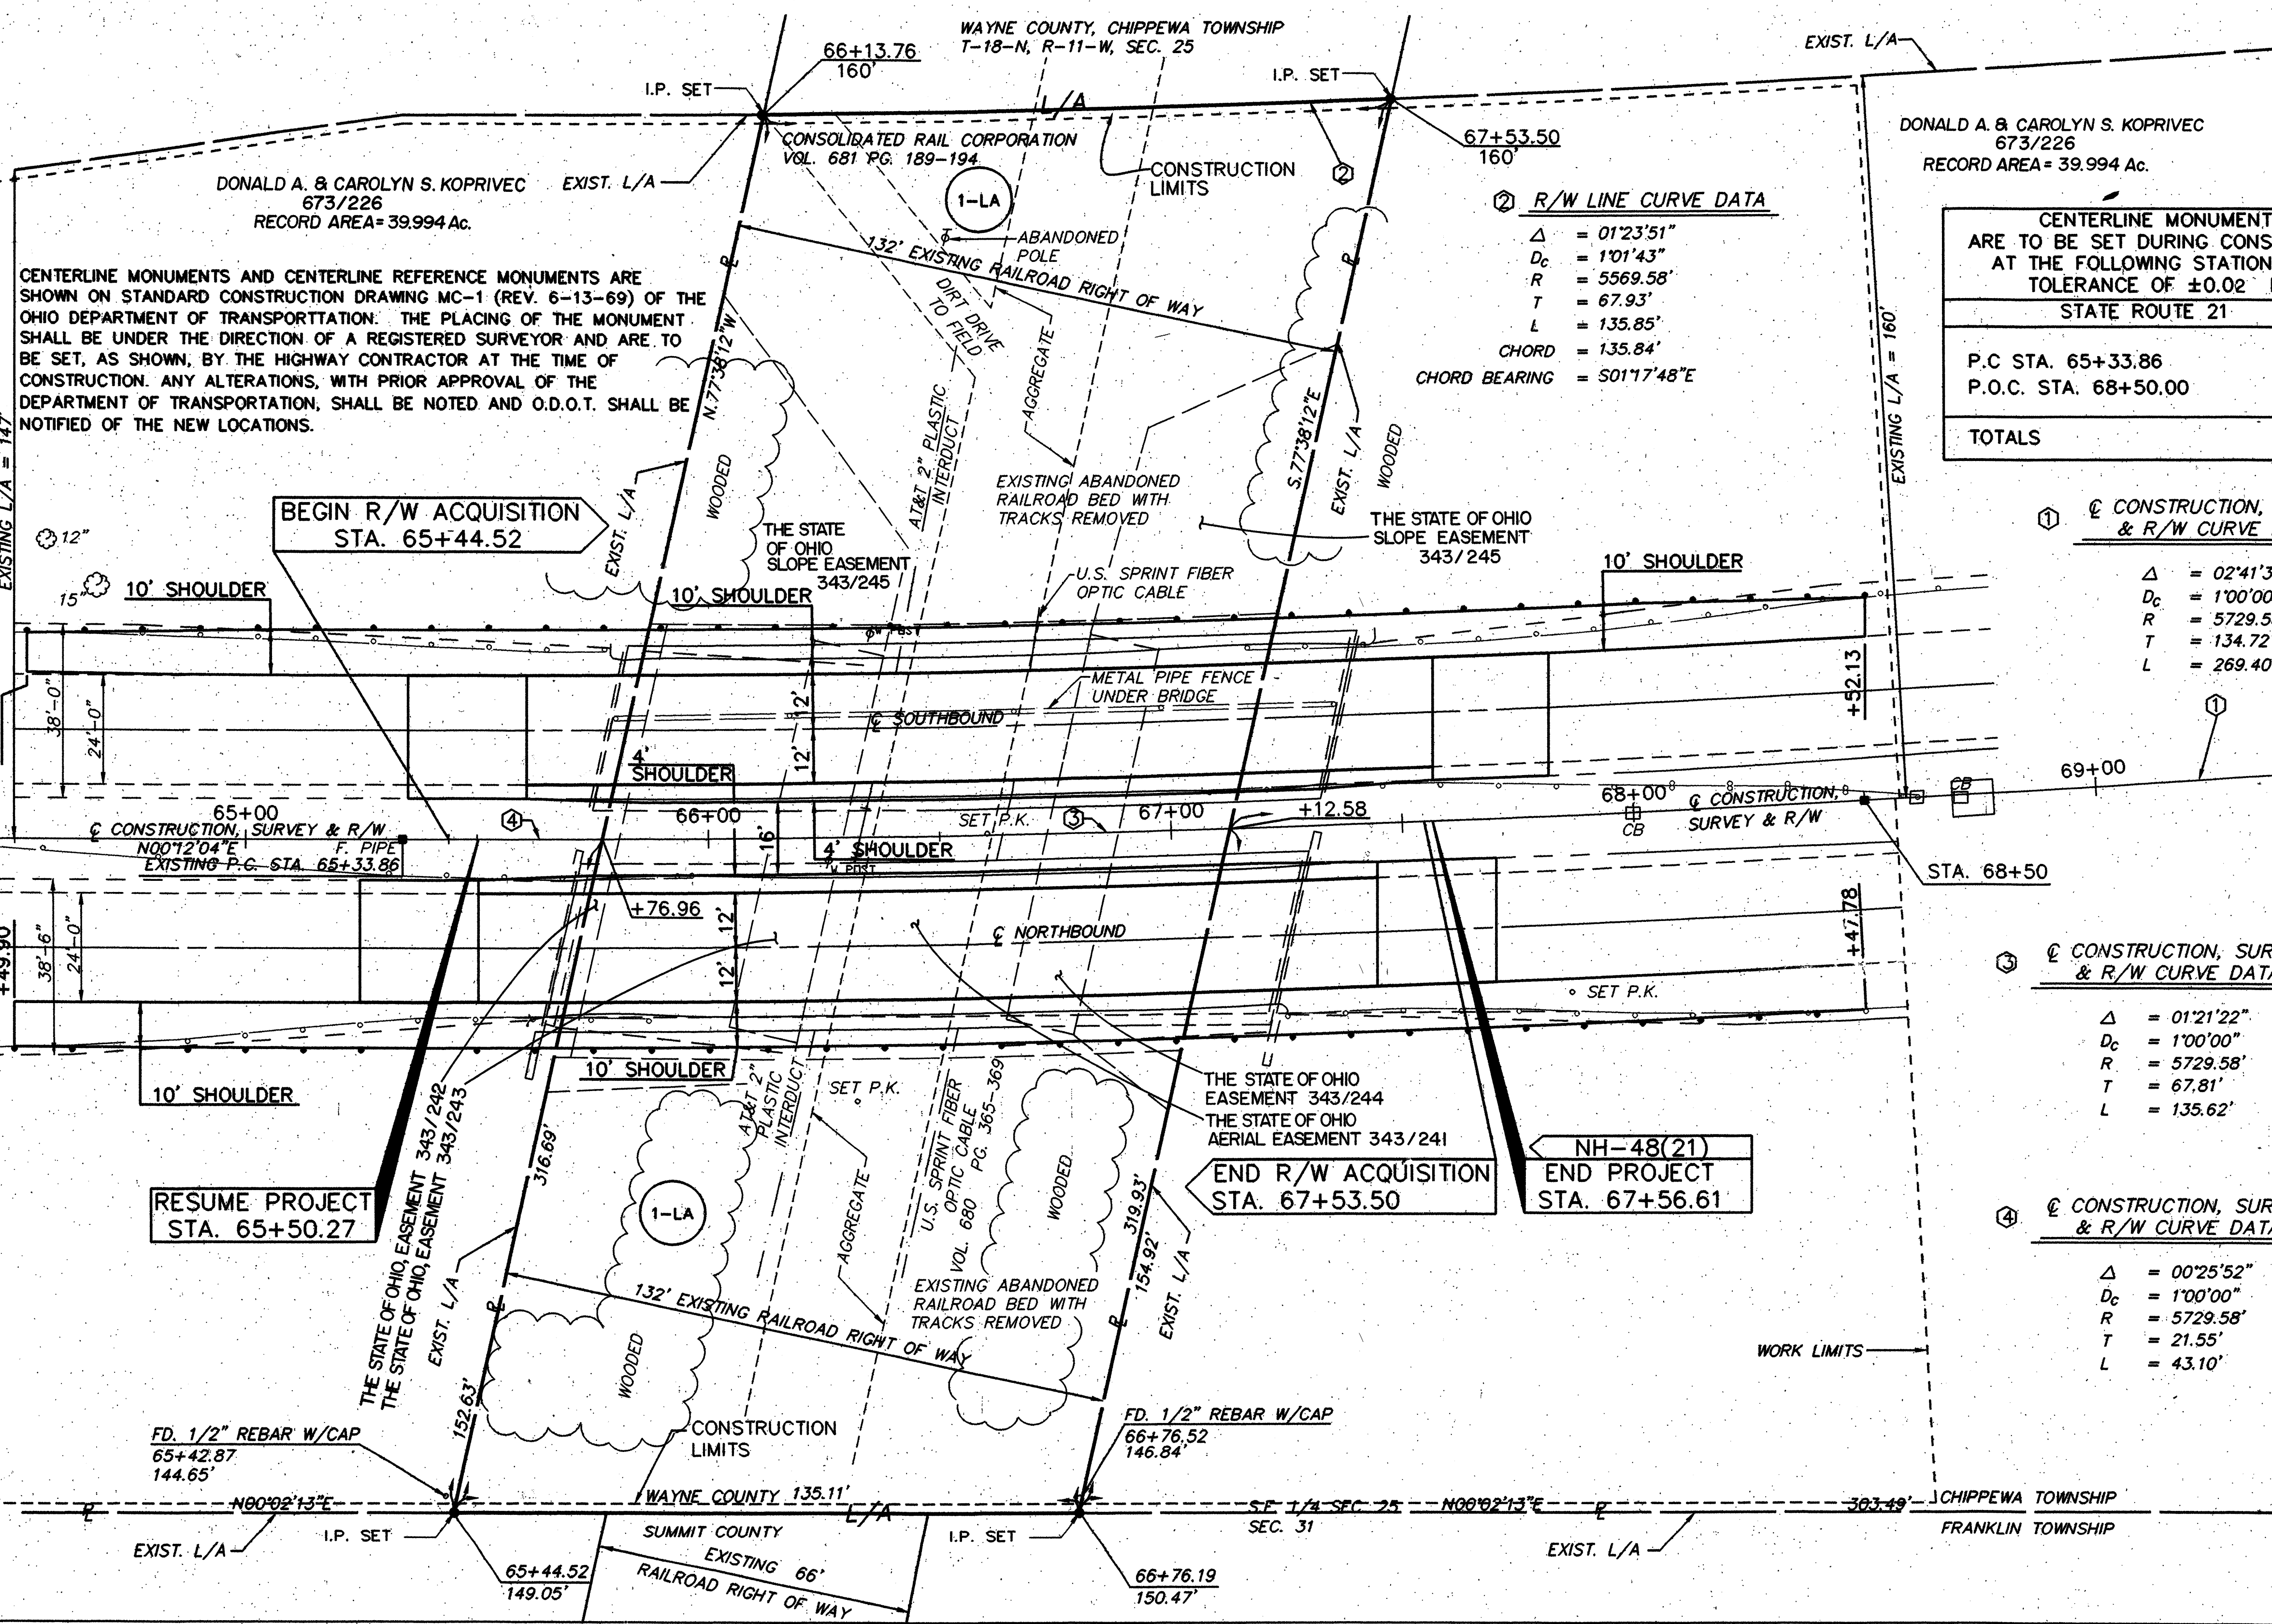 WAYNE COUNTY, CHIPPEWA TOWNSHIP
T-18-N, R-11-W, SEC. 25
EXIST. L/A
66+13.76
160'
I.P. SET
I.P. SET
L/A
67+53.50
160'
CONSOLIDATED RAIL CORPORATION
VOL. 681 PG. 189-194
CONSTRUCTION
LIMITS
1-LA
2
DONALD A. & CAROLYN S. KOPRIVEC
673/226
RECORD AREA= 39.994 Ac.
EXIST. L/A
DONALD A. & CAROLYN S. KOPRIVEC
673/226
RECORD AREA= 39.994 Ac.
2 R/W LINE CURVE DATA
Δ = 01°23'51"
Dc = 1°01'43"
R = 5569.58'
T = 67.93'
L = 135.85'
CHORD = 135.84'
CHORD BEARING = S01°17'48"E
CENTERLINE MONUMENT
ARE TO BE SET DURING CONS
AT THE FOLLOWING STATION
TOLERANCE OF ±0.02
STATE ROUTE 21
P.C STA. 65+33.86
P.O.C. STA. 68+50.00
TOTALS
CENTERLINE MONUMENTS AND CENTERLINE REFERENCE MONUMENTS ARE
SHOWN ON STANDARD CONSTRUCTION DRAWING MC-1 (REV. 6-13-69) OF THE
OHIO DEPARTMENT OF TRANSPORTTATION. THE PLACING OF THE MONUMENT
SHALL BE UNDER THE DIRECTION OF A REGISTERED SURVEYOR AND ARE TO
BE SET, AS SHOWN, BY THE HIGHWAY CONTRACTOR AT THE TIME OF
CONSTRUCTION. ANY ALTERATIONS, WITH PRIOR APPROVAL OF THE
DEPARTMENT OF TRANSPORTATION, SHALL BE NOTED AND O.D.O.T. SHALL BE
NOTIFIED OF THE NEW LOCATIONS.
ABANDONED
POLE
132' EXISTING RAILROAD RIGHT OF WAY
DIRT DRIVE
TO FIELD
N.77°38'12"W
AT&T 2" PLASTIC
INTERDUCT
AGGREGATE
S.77°38'12"E
EXIST. L/A
WOODED
WOODED
EXIST. L/A
EXISTING L/A = 147'
EXISTING L/A = 160'
EXISTING ABANDONED
RAILROAD BED WITH
TRACKS REMOVED
BEGIN R/W ACQUISITION
STA. 65+44.52
THE STATE
OF OHIO
SLOPE EASEMENT
343/245
THE STATE OF OHIO
SLOPE EASEMENT
343/245
12"
15"
10' SHOULDER
10' SHOULDER
10' SHOULDER
U.S. SPRINT FIBER
OPTIC CABLE
W POST
METAL PIPE FENCE
UNDER BRIDGE
1 ℄ CONSTRUCTION,
& R/W CURVE
Δ = 02°41'3
Dc = 1°00'00
R = 5729.5
T = 134.72
L = 269.40
1
38'-0"
24'-0"
℄ SOUTHBOUND
12'
12'
4'
SHOULDER
+52.13
65+00
66+00
67+00
68+00
69+00
CB
CB
℄ CONSTRUCTION, SURVEY & R/W
N00°12'04"E
F. PIPE
EXISTING P.C. STA. 65+33.86
4
3
SET P.K.
+12.58
℄ CONSTRUCTION,
SURVEY & R/W
16'
4' SHOULDER
W POST
STA. 68+50
+76.96
12'
12'
℄ NORTHBOUND
38'-6"
24'-0"
+49.90
+47.78
SET P.K.
10' SHOULDER
10' SHOULDER
3 ℄ CONSTRUCTION, SUR
& R/W CURVE DATA
Δ = 01°21'22"
Dc = 1°00'00"
R = 5729.58'
T = 67.81'
L = 135.62'
THE STATE OF OHIO
EASEMENT 343/244
THE STATE OF OHIO
AERIAL EASEMENT 343/241
NH-48(21)
END PROJECT
STA. 67+56.61
END R/W ACQUISITION
STA. 67+53.50
RESUME PROJECT
STA. 65+50.27
THE STATE OF OHIO, EASEMENT 343/242
THE STATE OF OHIO, EASEMENT 343/243
316.69'
EXIST. L/A
152.63'
AT&T 2"
PLASTIC
INTERDUCT
SET P.K.
1-LA
AGGREGATE
U.S. SPRINT FIBER
OPTIC CABLE
VOL. 680 PG. 365-369
WOODED
319.93'
154.92'
EXIST. L/A
EXISTING ABANDONED
RAILROAD BED WITH
TRACKS REMOVED
132' EXISTING RAILROAD RIGHT OF WAY
WOODED
4 ℄ CONSTRUCTION, SUR
& R/W CURVE DATA
Δ = 00°25'52"
Dc = 1°00'00"
R = 5729.58'
T = 21.55'
L = 43.10'
WORK LIMITS
FD. 1/2" REBAR W/CAP
65+42.87
144.65'
CONSTRUCTION
LIMITS
FD. 1/2" REBAR W/CAP
66+76.52
146.84'
N00°02'13"E
WAYNE COUNTY 135.11'
L/A
S.E. 1/4 SEC. 25 N00°02'13"E
303.49'
CHIPPEWA TOWNSHIP
EXIST. L/A
I.P. SET
SUMMIT COUNTY
I.P. SET
SEC. 31
EXIST. L/A
FRANKLIN TOWNSHIP
65+44.52
149.05'
EXISTING 66'
RAILROAD RIGHT OF WAY
66+76.19
150.47'